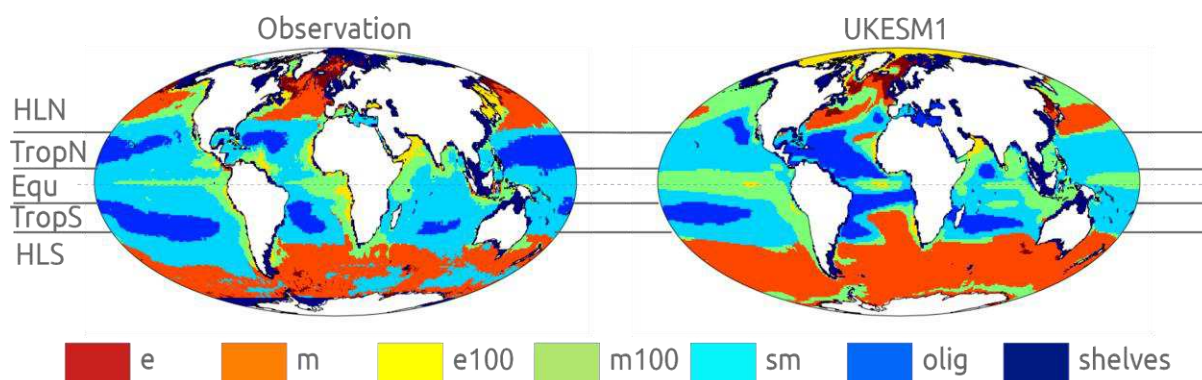 Observation UKESM1
HLN
TropN
Equ
TropS
HLS
e m e100 m100 sm olig shelves